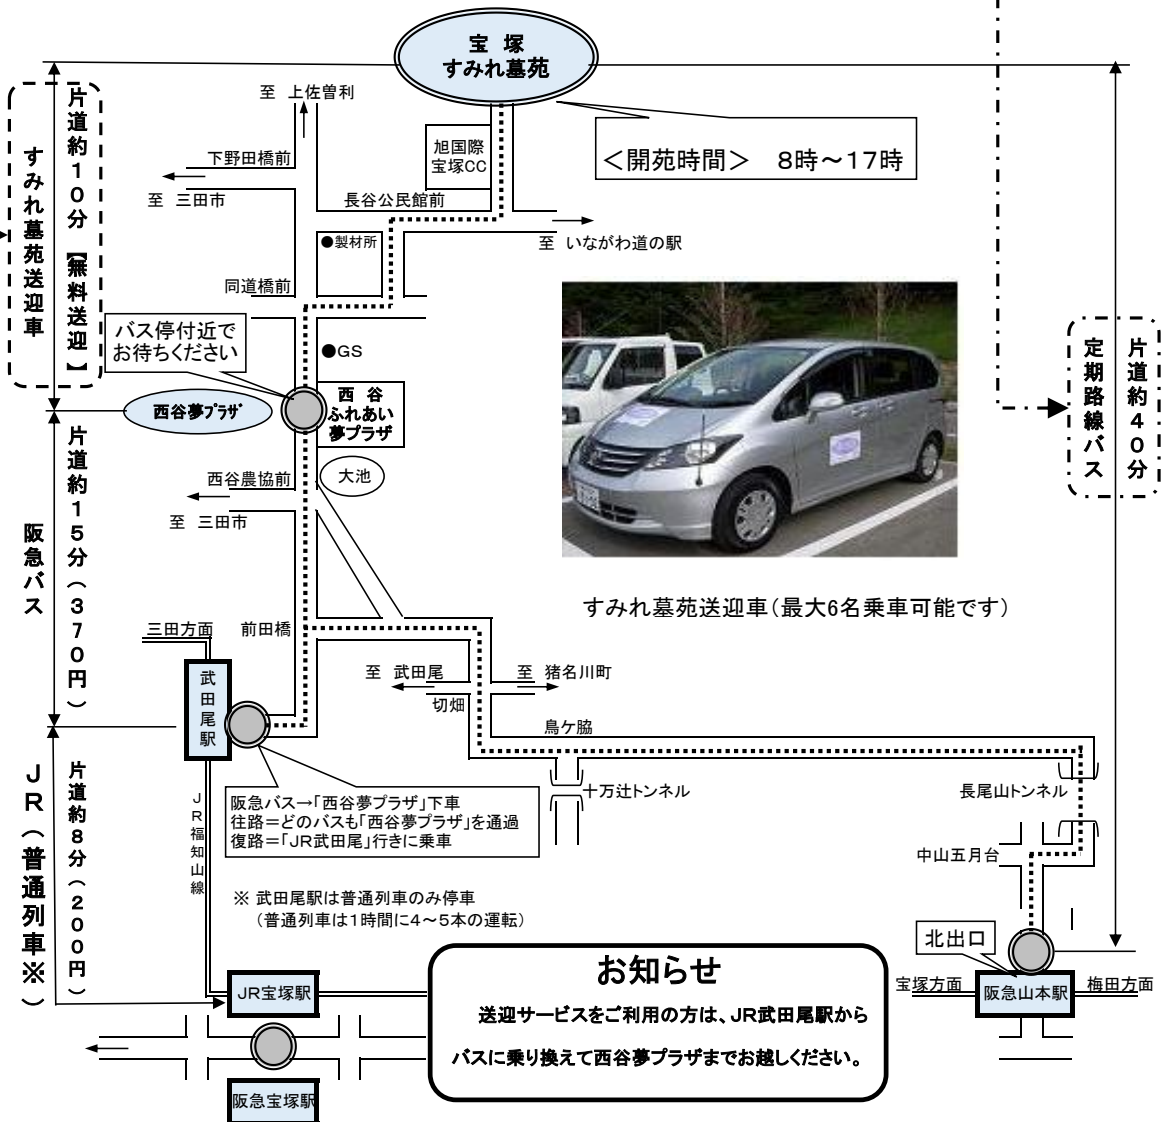 宝 塚
すみれ墓苑
至 上佐曽利
旭国際
宝塚CC
<開苑時間> 8時～17時
下野田橋前
至 三田市
長谷公民館前
至 いながわ道の駅
●製材所
同道橋前
バス停付近で
お待ちください
●GS
西谷夢プラザ
西 谷
ふれあい
夢プラザ
大池
西谷農協前
至 三田市
片道約10分 【無料送迎】
すみれ墓苑送迎車
片道約15分(370円)
阪急バス
片道約8分(200円)
JR(普通列車※)
片道約40分
定期路線バス
すみれ墓苑送迎車(最大6名乗車可能です)
三田方面
前田橋
武田尾駅
至 武田尾
至 猪名川町
切畑
鳥ケ脇
十万辻トンネル
長尾山トンネル
中山五月台
阪急バス→「西谷夢プラザ」下車
往路=どのバスも「西谷夢プラザ」を通過
復路=「JR武田尾」行きに乗車
JR福知山線
※ 武田尾駅は普通列車のみ停車
(普通列車は1時間に4～5本の運転)
北出口
宝塚方面
阪急山本駅
梅田方面
お知らせ
送迎サービスをご利用の方は、JR武田尾駅から
バスに乗り換えて西谷夢プラザまでお越しください。
JR宝塚駅
阪急宝塚駅